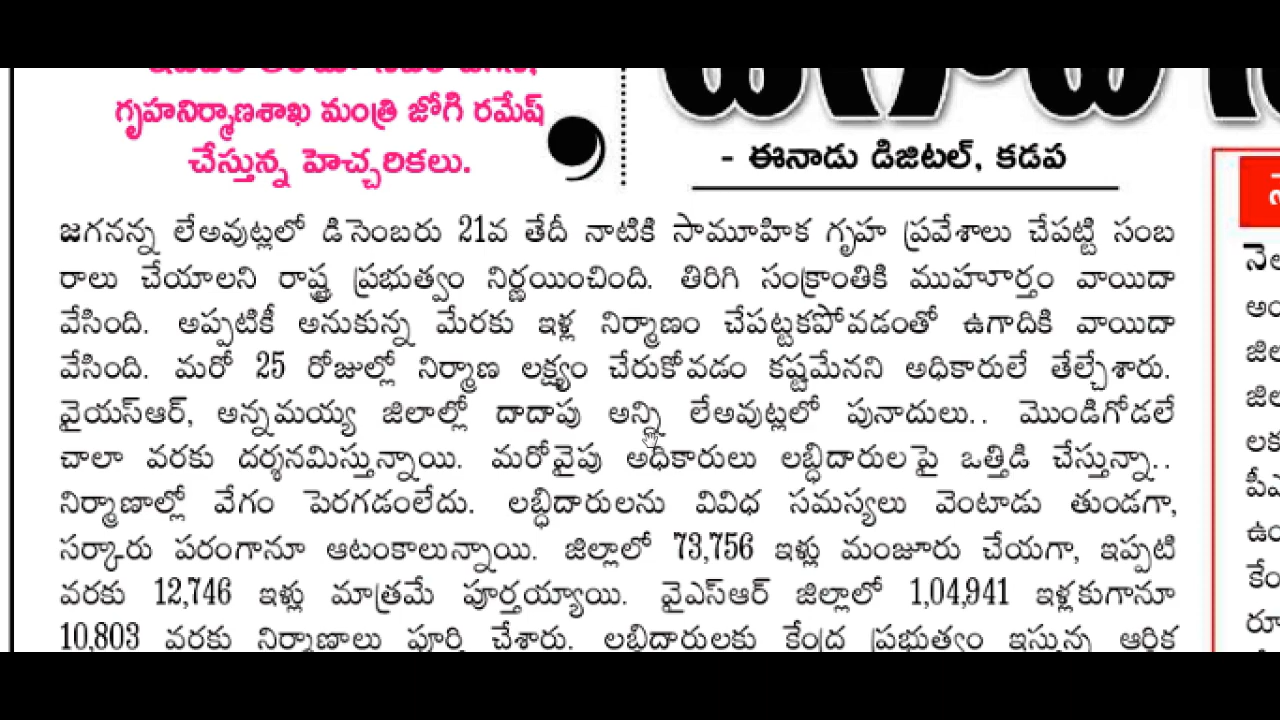 గృహనిర్మాణశాఖ మంత్రి జోగి రమేష్
చేస్తున్న హెచ్చరికలు.
- ఈనాడు డిజిటల్, కడప
జగనన్న లేఅవుట్లలో డిసెంబరు 21వ తేదీ నాటికి సామూహిక గృహ ప్రవేశాలు చేపట్టి సంబ
రాలు చేయాలని రాష్ట్ర ప్రభుత్వం నిర్ణయించింది. తిరిగి సంక్రాంతికి ముహూర్తం వాయిదా
వేసింది. అప్పటికీ అనుకున్న మేరకు ఇళ్ల నిర్మాణం చేపట్టకపోవడంతో ఉగాదికి వాయిదా
వేసింది. మరో 25 రోజుల్లో నిర్మాణ లక్ష్యం చేరుకోవడం కష్టమేనని అధికారులే తేల్చేశారు.
వైయస్ఆర్, అన్నమయ్య జిలాల్లో దాదాపు అన్ని లేఅవుట్లలో పునాదులు.. మొండిగోడలే
చాలా వరకు దర్శనమిస్తున్నాయి. మరోవైపు అధికారులు లబ్ధిదారులపై ఒత్తిడి చేస్తున్నా..
నిర్మాణాల్లో వేగం పెరగడంలేదు. లబ్ధిదారులను వివిధ సమస్యలు వెంటాడు తుండగా,
సర్కారు పరంగానూ ఆటంకాలున్నాయి. జిల్లాలో 73,756 ఇళ్లు మంజూరు చేయగా, ఇప్పటి
వరకు 12,746 ఇళ్లు మాత్రమే పూర్తయ్యాయి. వైఎస్ఆర్ జిల్లాలో 1,04,941 ఇళ్లకుగానూ
10,803 వరకు నిర్మాణాలు పూర్తి చేశారు. లబ్ధిదారులకు కేంద్ర ప్రభుత్వం ఇస్తున్న ఆర్థిక